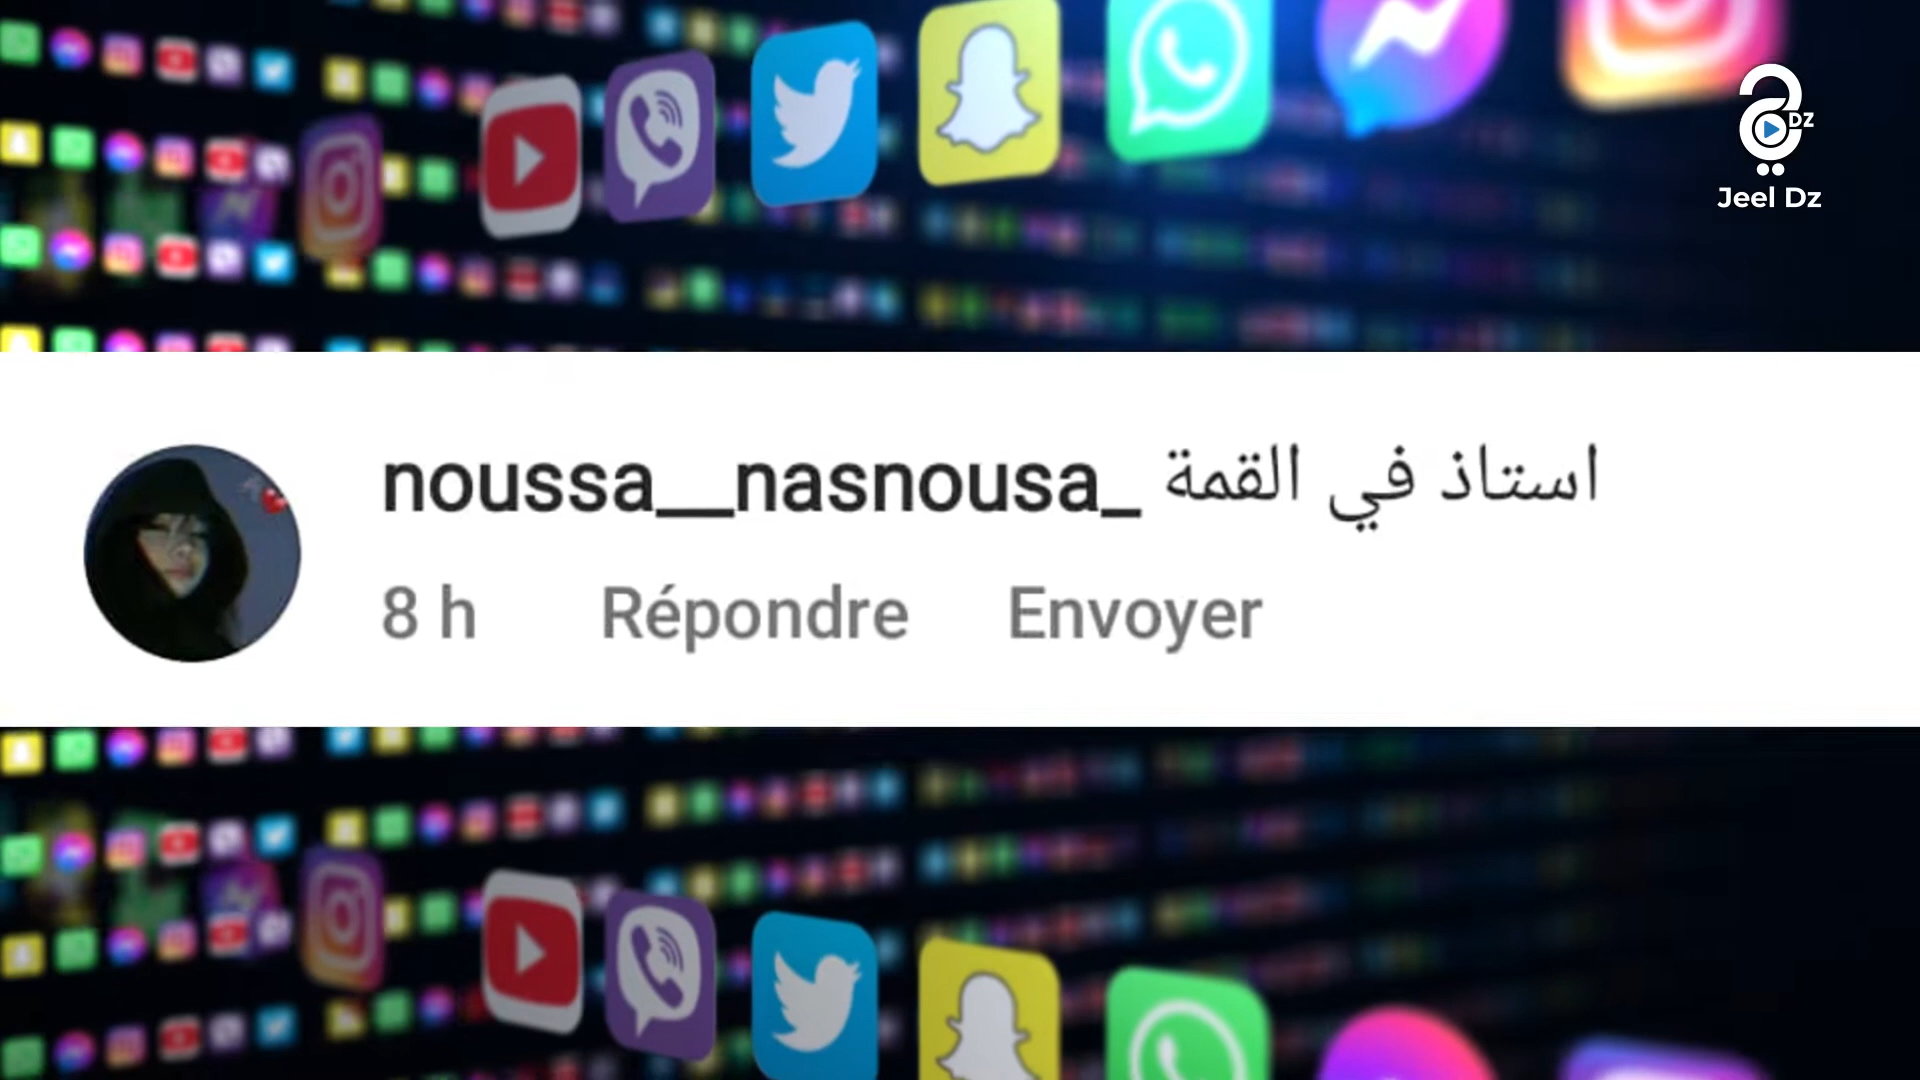 DZ
Jeel Dz
noussa__nasnousa_ استاذ في القمة
8 h Répondre Envoyer